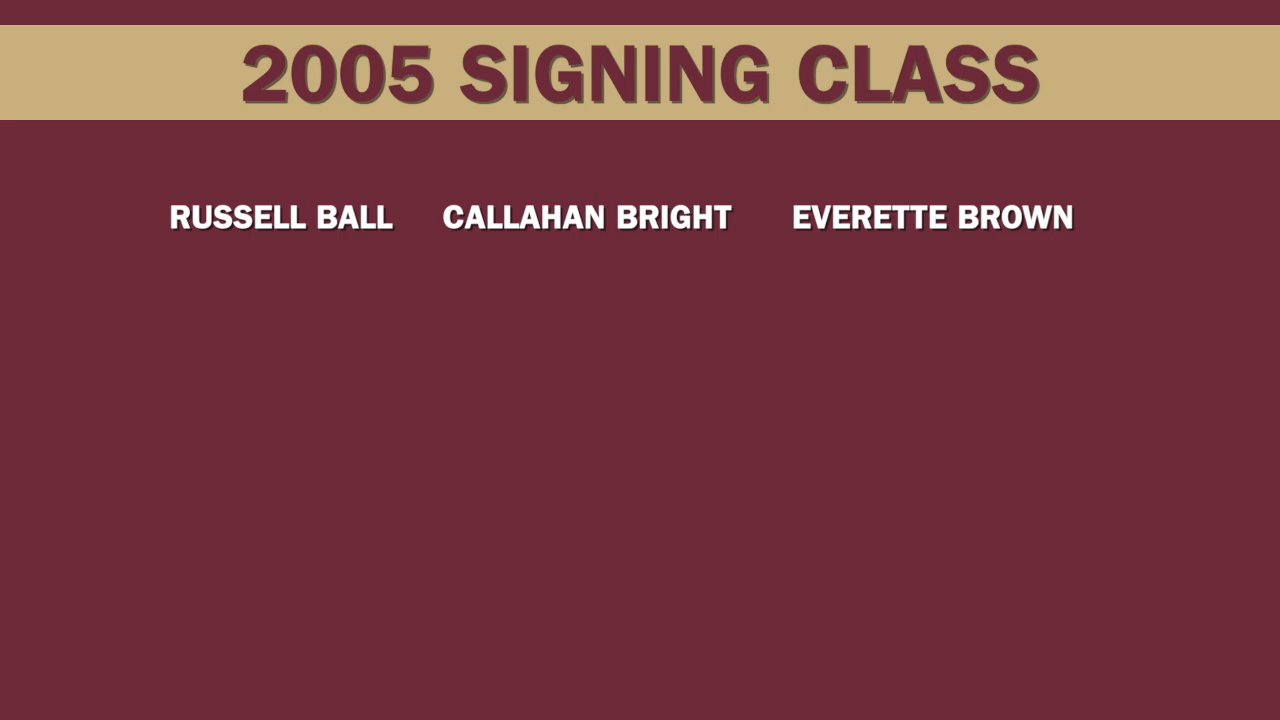 2005 SIGNING CLASS
RUSSELL BALL CALLAHAN BRIGHT EVERETTE BROWN